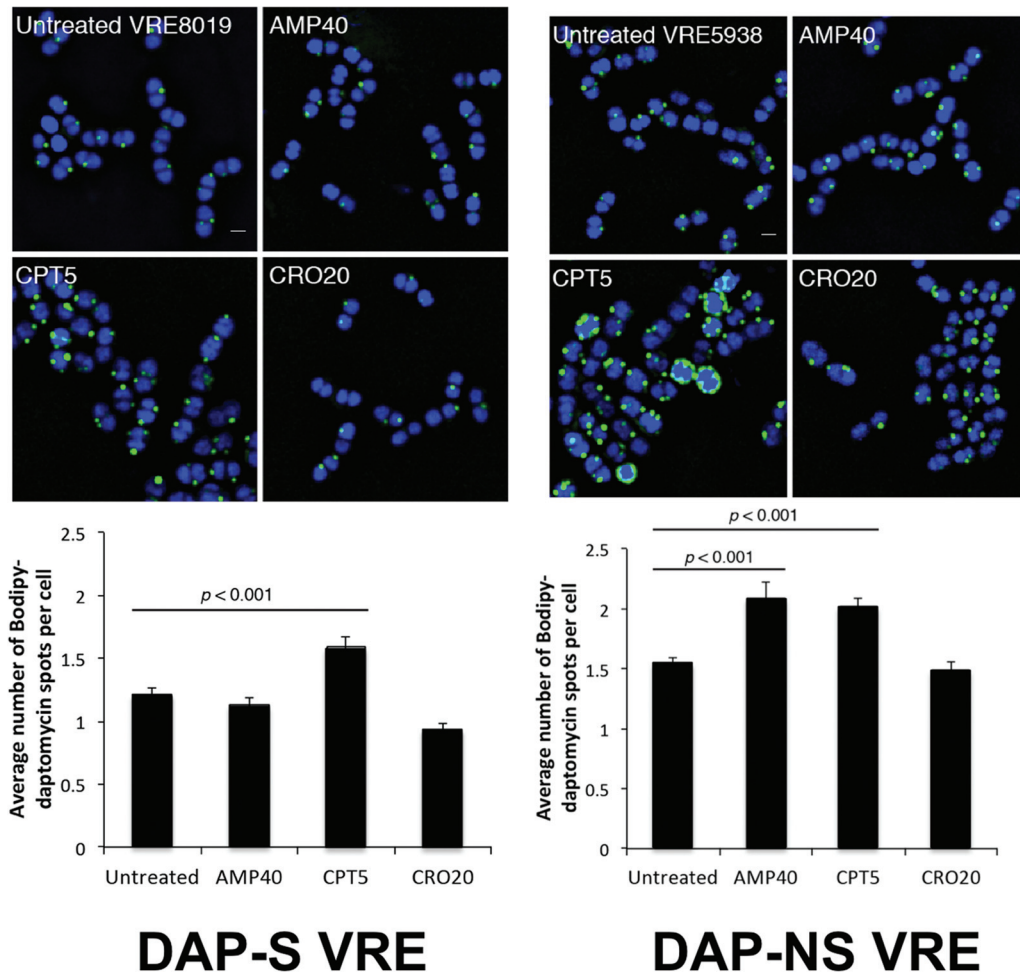 Untreated VRE8019
AMP40
CPT5
CRO20
Average number of Bodipy-
daptomycin spots per cell
2.5
2
1.5
1
0.5
0
p < 0.001
Untreated
AMP40
CPT5
CRO20
DAP-S VRE
Untreated VRE5938
AMP40
CPT5
CRO20
Average number of Bodipy-
daptomycin spots per cell
2.5
2
1.5
1
0.5
0
p < 0.001
p < 0.001
Untreated
AMP40
CPT5
CRO20
DAP-NS VRE